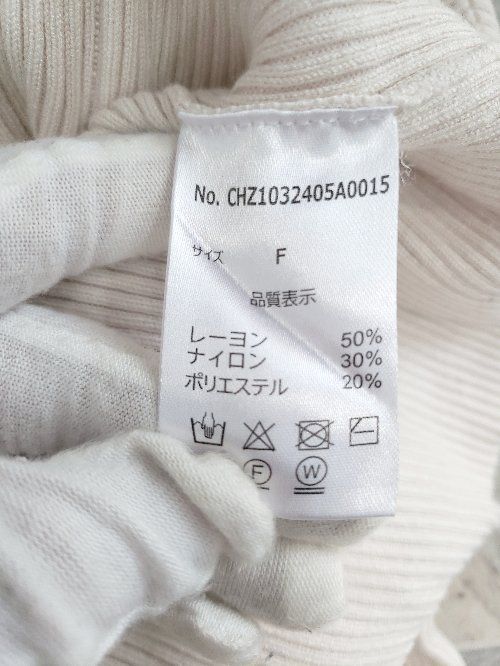 No. CHZ1032405A0015
サイズ F
品質表示
レーヨン 50%
ナイロン 30%
ポリエステル 20%
F W